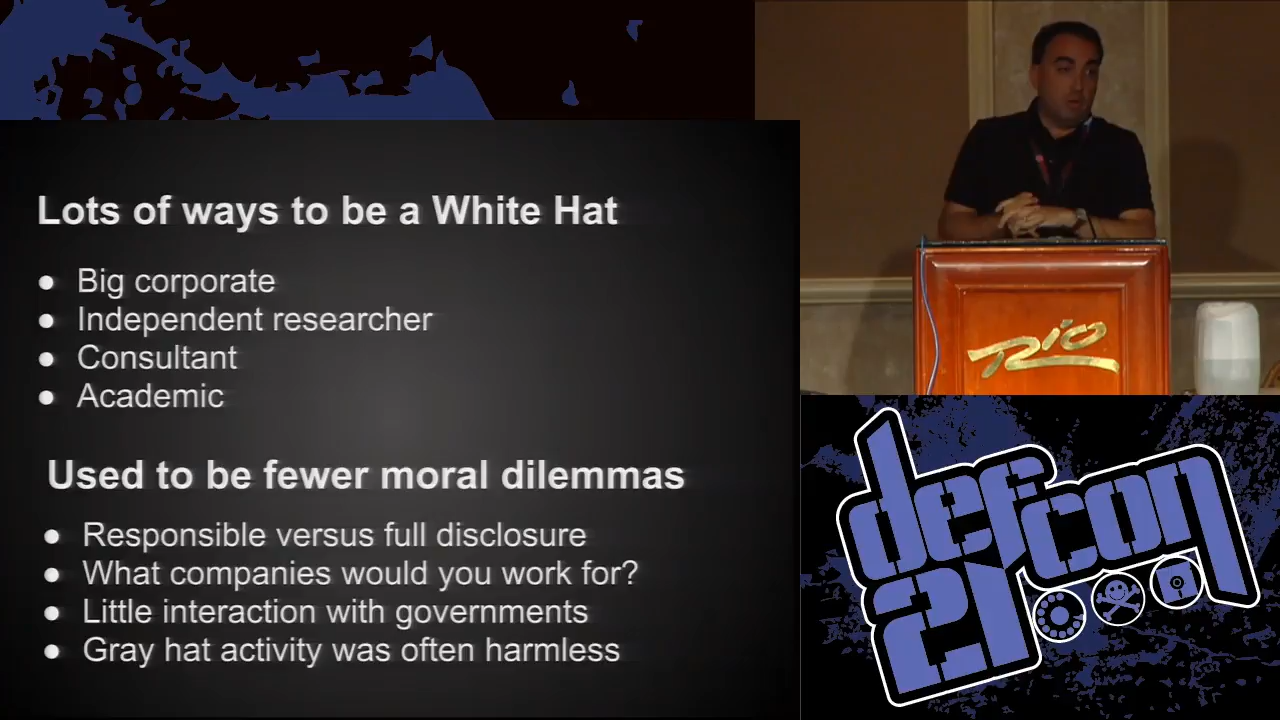 Lots of ways to be a White Hat
● Big corporate
● Independent researcher
● Consultant
● Academic
Used to be fewer moral dilemmas
● Responsible versus full disclosure
● What companies would you work for?
● Little interaction with governments
● Gray hat activity was often harmless
Rio
defcon
21